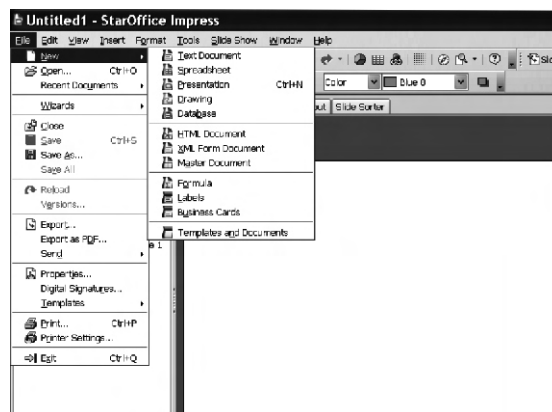 Untitled1 - StarOffice Impress
File Edit View Insert Format Tools Slide Show Window Help
New
Open... Ctrl+O
Recent Documents
Wizards
Close
Save Ctrl+S
Save As...
Save All
Reload
Versions...
Export...
Export as PDF...
Send
Properties...
Digital Signatures...
Templates
Print... Ctrl+P
Printer Settings...
Exit Ctrl+Q
Text Document
Spreadsheet
Presentation Ctrl+N
Drawing
Database
HTML Document
XML Form Document
Master Document
Formula
Labels
Business Cards
Templates and Documents
Color Blue 8
Slide Sorter